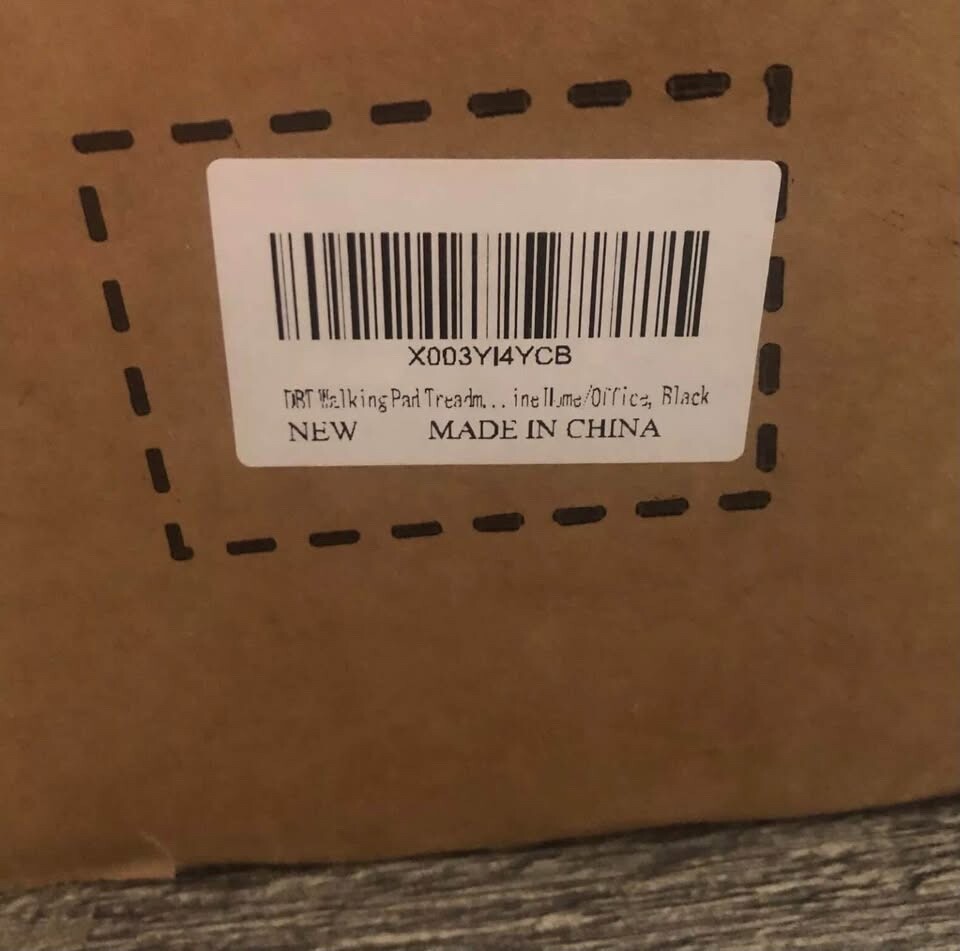 X003YI4YCB
DBT Walking Pad Treadm... ine Home/Office, Black
NEW MADE IN CHINA